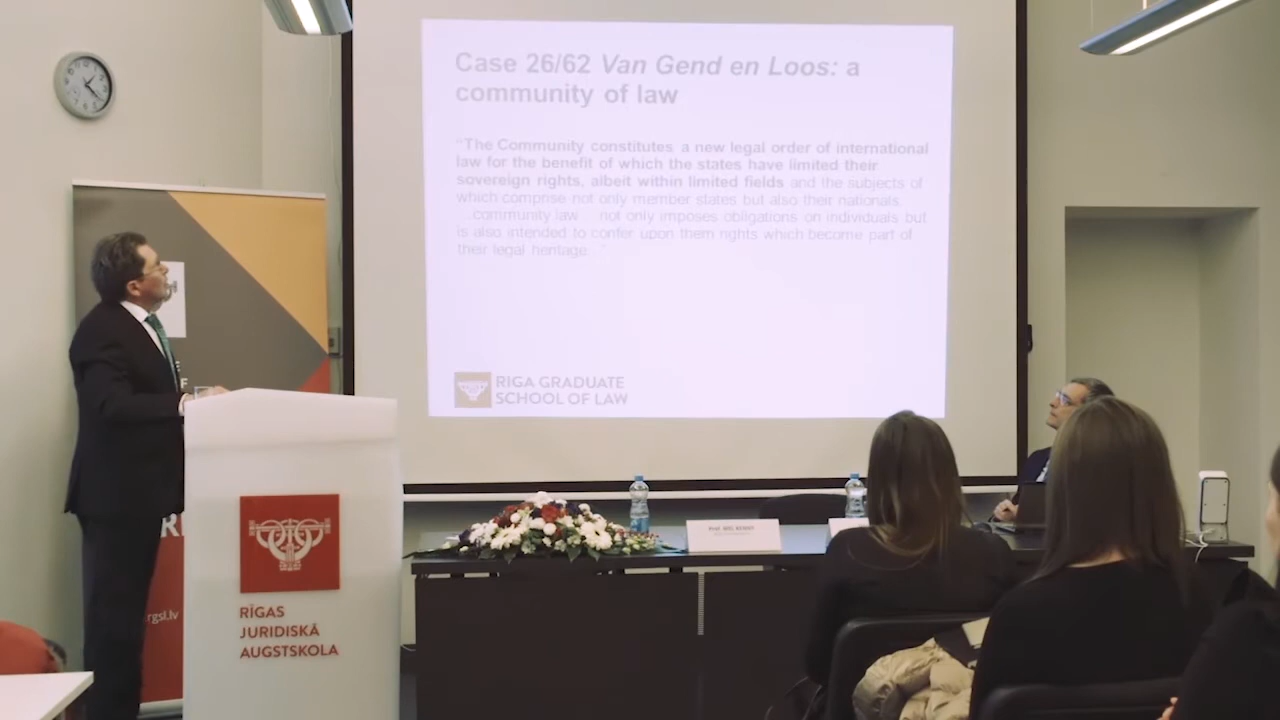 Case 26/62 Van Gend en Loos: a
community of law
“The Community constitutes a new legal order of international
law for the benefit of which the states have limited their
sovereign rights, albeit within limited fields and the subjects of
which comprise not only member states but also their nationals.
...community law not only imposes obligations on individuals but
is also intended to confer upon them rights which become part of
their legal heritage...”
RIGA GRADUATE
SCHOOL OF LAW
RĪGAS
JURIDISKĀ
AUGSTSKOLA
rgsl.lv
Prof.